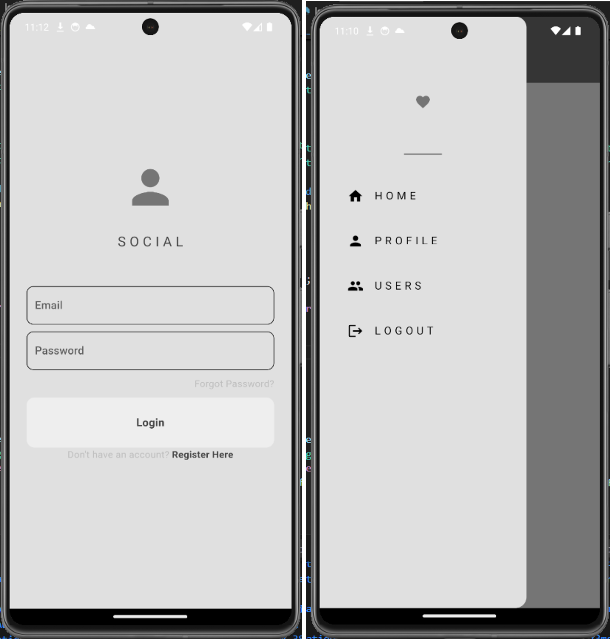 11:12
SOCIAL
Email
Password
Forgot Password?
Login
Don't have an account? Register Here
11:10
HOME
PROFILE
USERS
LOGOUT